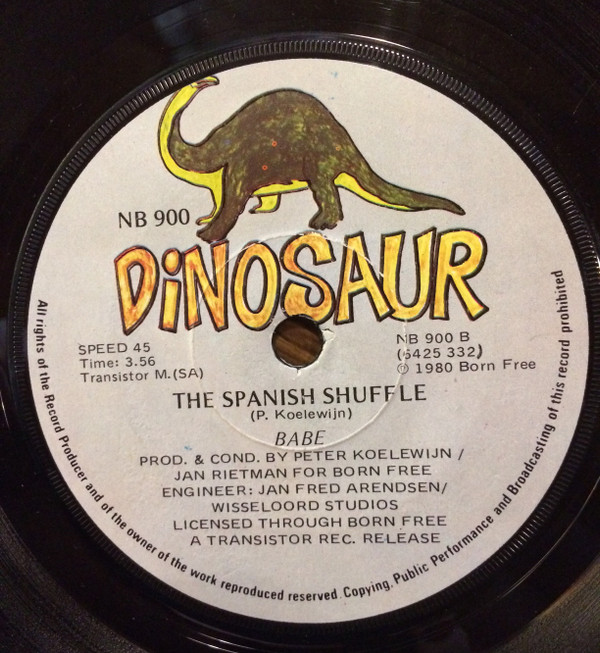 NB 900
DiNOSAUR
SPEED 45
Time: 3.56
Transistor M.(SA)
NB 900 B
(6425 332)
℗ 1980 Born Free
THE SPANISH SHUFFLE
(P. Koelewijn)
BABE
PROD. & COND. BY PETER KOELEWIJN /
JAN RIETMAN FOR BORN FREE
ENGINEER: JAN FRED ARENDSEN/
WISSELOORD STUDIOS
LICENSED THROUGH BORN FREE
A TRANSISTOR REC. RELEASE
All rights of the Record Producer and of the owner of the work reproduced reserved. Copying, Public Performance and Broadcasting of this record prohibited